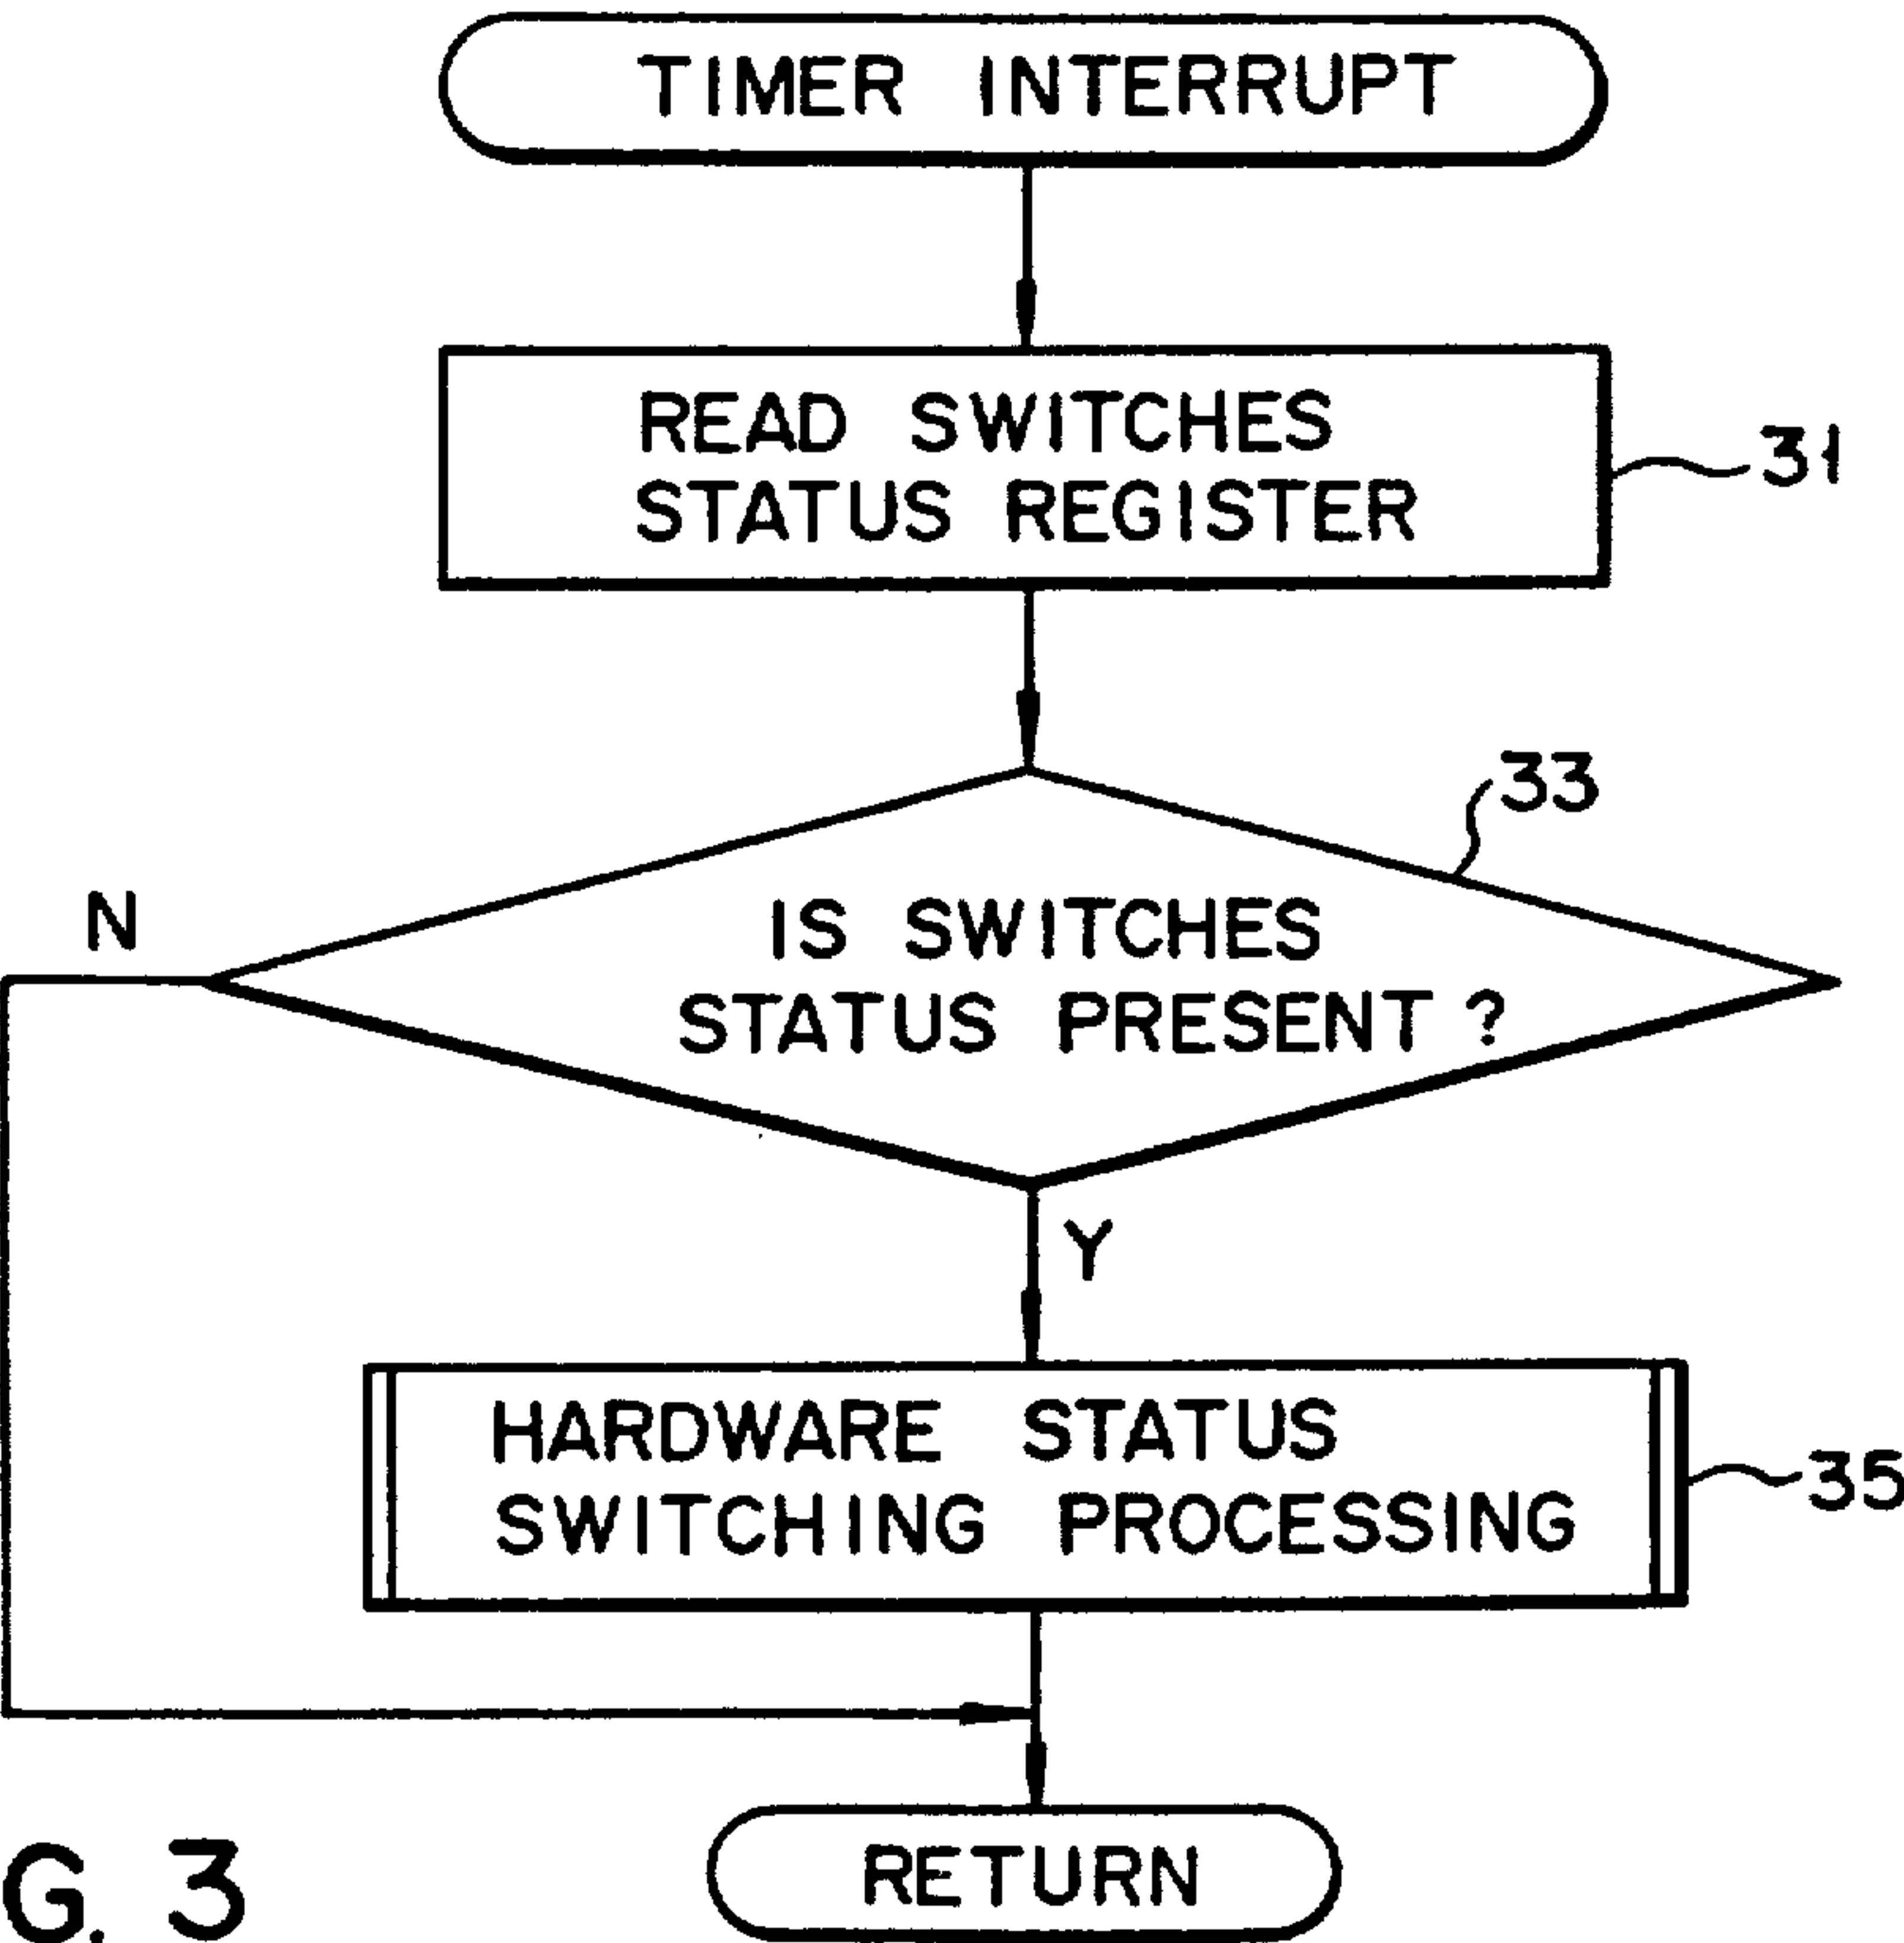 TIMER INTERRUPT
READ SWITCHES
STATUS REGISTER
31
33
N
IS SWITCHES
STATUS PRESENT ?
Y
HARDWARE STATUS
SWITCHING PROCESSING
35
RETURN
G. 3